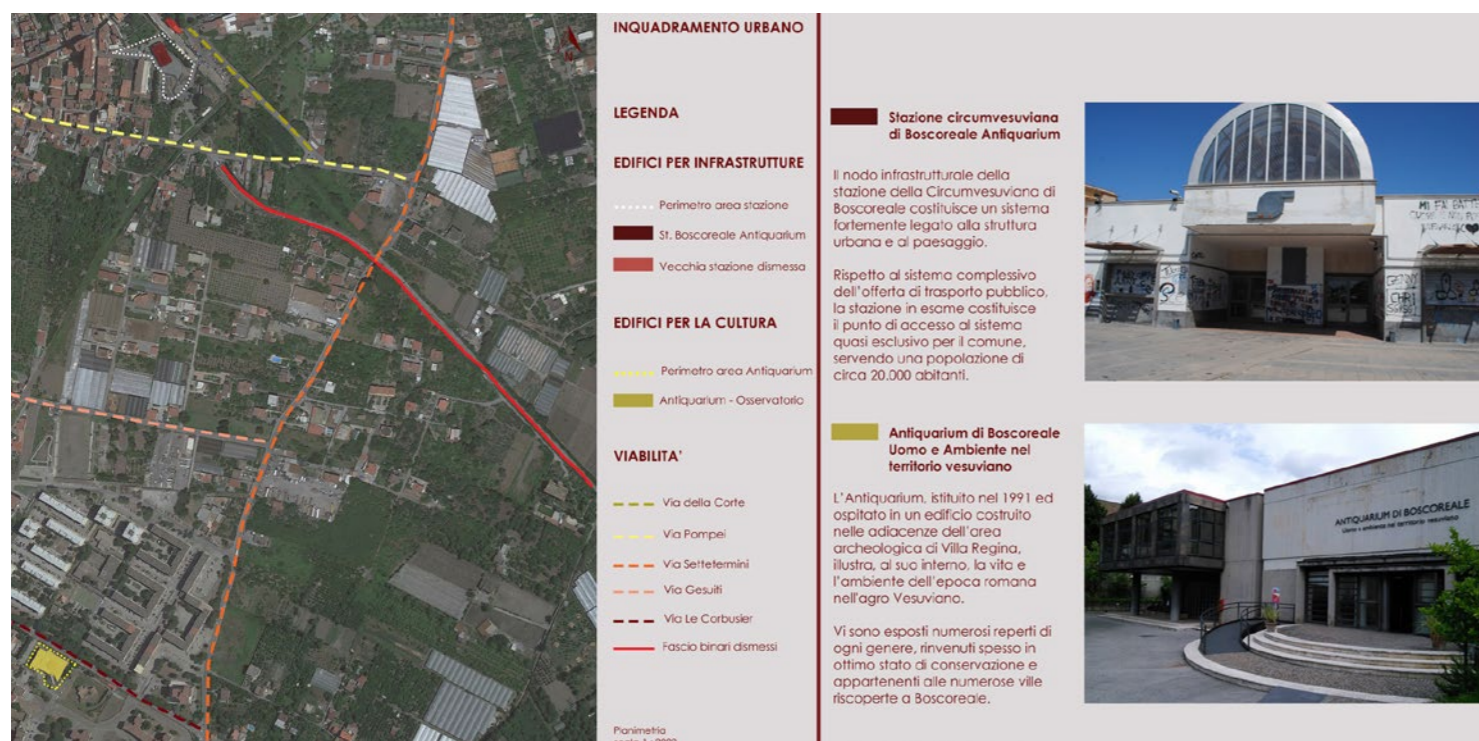 INQUADRAMENTO URBANO
N
LEGENDA
EDIFICI PER INFRASTRUTTURE
Perimetro area stazione
St. Boscoreale Antiquarium
Vecchia stazione dismessa
EDIFICI PER LA CULTURA
Perimetro area Antiquarium
Antiquarium - Osservatorio
VIABILITA'
Via della Corte
Via Pompei
Via Settetermini
Via Gesuiti
Via Le Corbusier
Fascio binari dismessi
Planimetria
Stazione circumvesuviana
di Boscoreale Antiquarium
Il nodo infrastrutturale della
stazione della Circumvesuviana di
Boscoreale costituisce un sistema
fortemente legato alla struttura
urbana e al paesaggio.
Rispetto al sistema complessivo
dell'offerta di trasporto pubblico,
la stazione in esame costituisce
il punto di accesso al sistema
quasi esclusivo per il comune,
servendo una popolazione di
circa 20.000 abitanti.
Antiquarium di Boscoreale
Uomo e Ambiente nel
territorio vesuviano
L'Antiquarium, istituito nel 1991 ed
ospitato in un edificio costruito
nelle adiacenze dell'area
archeologica di Villa Regina,
illustra, al suo interno, la vita e
l'ambiente dell'epoca romana
nell'agro Vesuviano.
Vi sono esposti numerosi reperti di
ogni genere, rinvenuti spesso in
ottimo stato di conservazione e
appartenenti alle numerose ville
riscoperte a Boscoreale.
MI FA BATT
ANTIQUARIUM DI BOSCOREALE
Uomo e ambiente nel territorio vesuviano